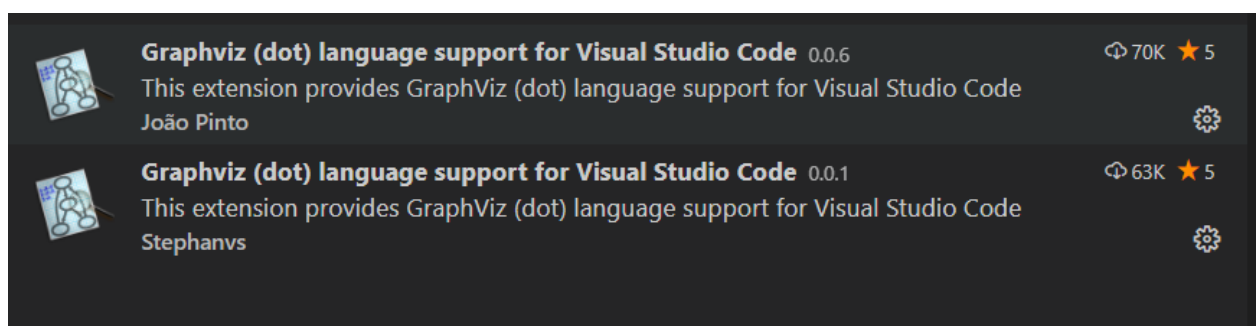 Graphviz (dot) language support for Visual Studio Code 0.0.6 70K 5
This extension provides GraphViz (dot) language support for Visual Studio Code
João Pinto
Graphviz (dot) language support for Visual Studio Code 0.0.1 63K 5
This extension provides GraphViz (dot) language support for Visual Studio Code
Stephanvs